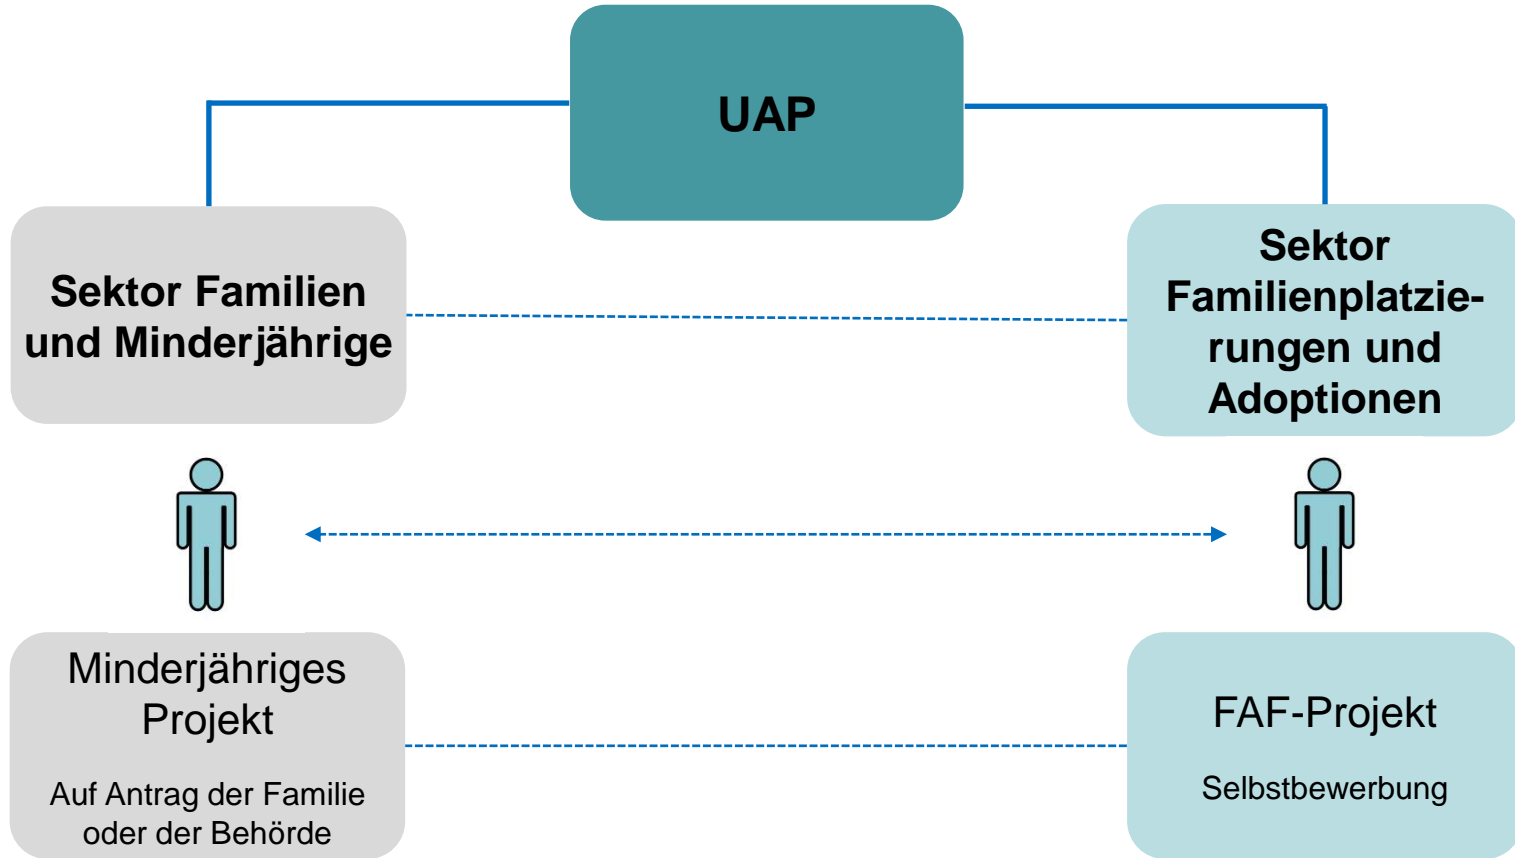 UAP
Sektor Familien
und Minderjährige
Sektor
Familienplatzie-
rungen und
Adoptionen
Minderjähriges
Projekt
Auf Antrag der Familie
oder der Behörde
FAF-Projekt
Selbstbewerbung